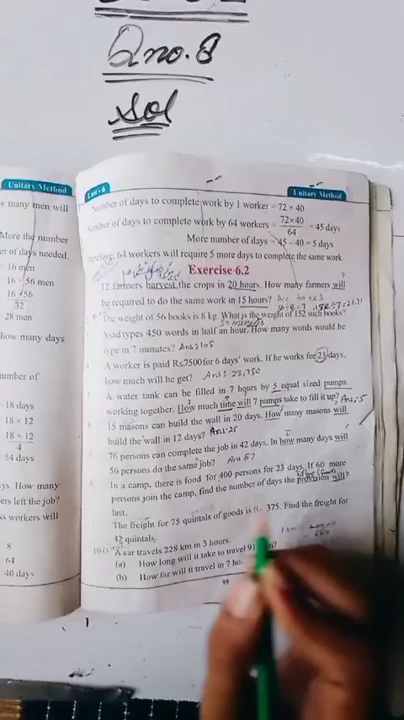 Q no. 8
Sol
Unitary Method
w many men will
More the number
er of days needed.
16 men
16 × 56 men
16 × 56
32
28 men
how many days
number of
18 days
18 × 12
18 × 12
4
54 days
ys. How many
ers left the job?
ss workers will
8
64
40 days
Unit - 6
Unitary Method
Number of days to complete work by 1 worker = 72 × 40
Number of days to complete work by 64 workers = 72×40
64
= 45 days
More number of days = 45 – 40 = 5 days
Therefore, 64 workers will require 5 more days to complete the same work.
Exercise 6.2
12 farmers harvest the crops in 20 hours. How many farmers will
be required to do the same work in 15 hours?
The weight of 56 books is 8 kg. What is the weight of 152 such books?
Asad types 450 words in half an hour. How many words would he
type in 7 minutes? Ans:105
A worker is paid Rs.7500 for 6 days' work. If he works for 23 days,
how much will he get?
A water tank can be filled in 7 hours by 5 equal sized pumps
working together. How much time will 7 pumps take to fill it up? Ans:5
15 masons can build the wall in 20 days. How many masons will
build the wall in 12 days? Ans:25
76 persons can complete the job in 42 days. In how many days will
56 persons do the same job? Ans 57
In a camp, there is food for 400 persons for 23 days. If 60 more
persons join the camp, find the number of days the provision will
last.
The freight for 75 quintals of goods is Rs. 375. Find the freight for
42 quintals.
A car travels 228 km in 3 hours.
(a) How long will it take to travel
(b) How far will it travel in 7
95